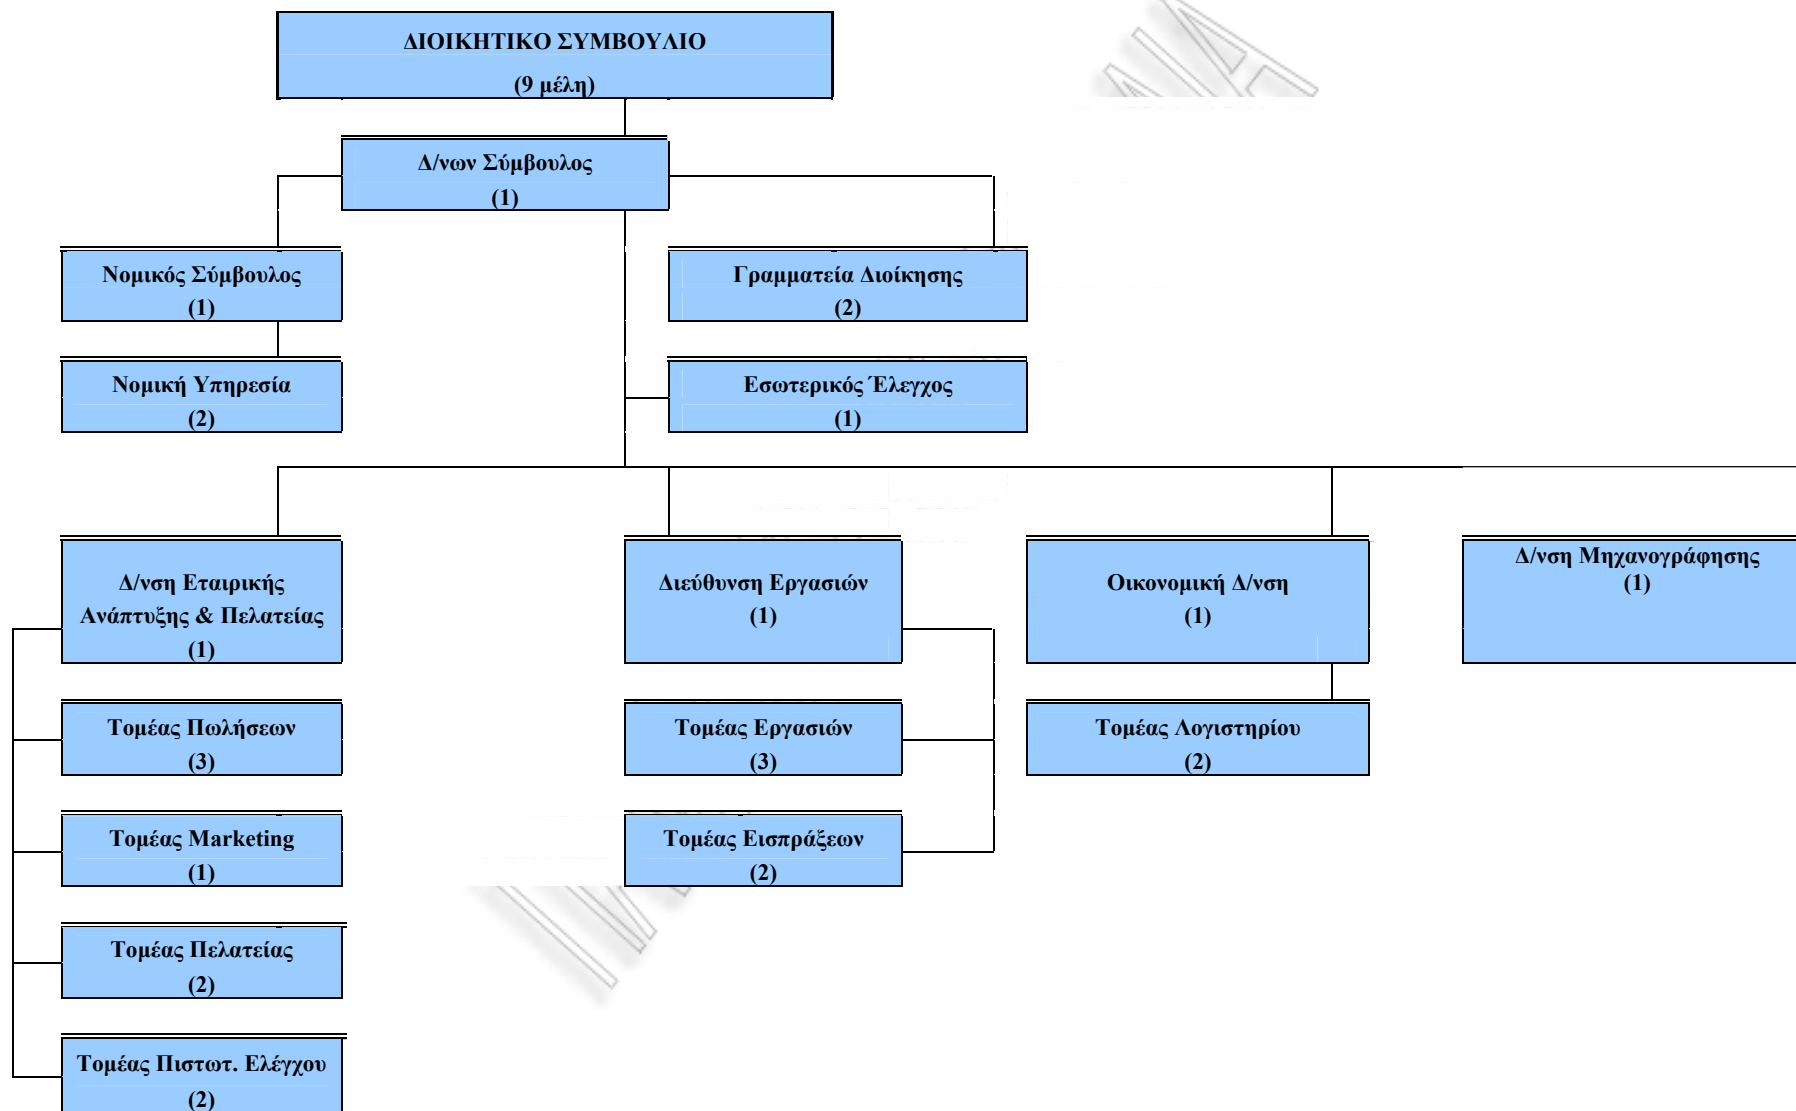 ΔΙΟΙΚΗΤΙΚΟ ΣΥΜΒΟΥΛΙΟ
(9 μέλη)
Δ/νων Σύμβουλος
(1)
Νομικός Σύμβουλος
(1)
Γραμματεία Διοίκησης
(2)
Νομική Υπηρεσία
(2)
Εσωτερικός Έλεγχος
(1)
Δ/νση Εταιρικής
Ανάπτυξης & Πελατείας
(1)
Διεύθυνση Εργασιών
(1)
Οικονομική Δ/νση
(1)
Δ/νση Μηχανογράφησης
(1)
Τομέας Πωλήσεων
(3)
Τομέας Εργασιών
(3)
Τομέας Λογιστηρίου
(2)
Τομέας Marketing
(1)
Τομέας Εισπράξεων
(2)
Τομέας Πελατείας
(2)
Τομέας Πιστωτ. Ελέγχου
(2)